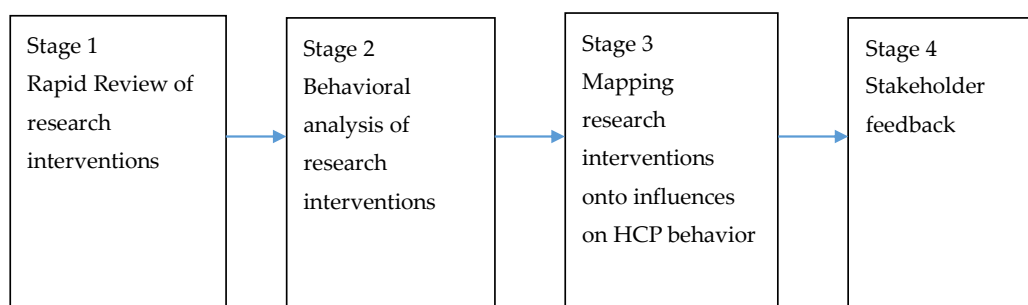 Stage 1
Rapid Review of
research
interventions
Stage 2
Behavioral
analysis of
research
interventions
Stage 3
Mapping
research
interventions
onto influences
on HCP behavior
Stage 4
Stakeholder
feedback